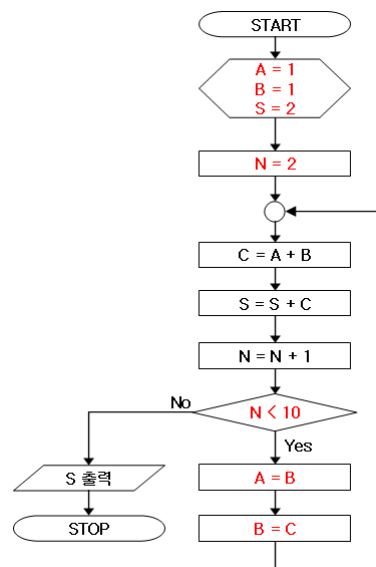 START
A = 1
B = 1
S = 2
N = 2
C = A + B
S = S + C
N = N + 1
N < 10
No
Yes
S 출력
A = B
STOP
B = C